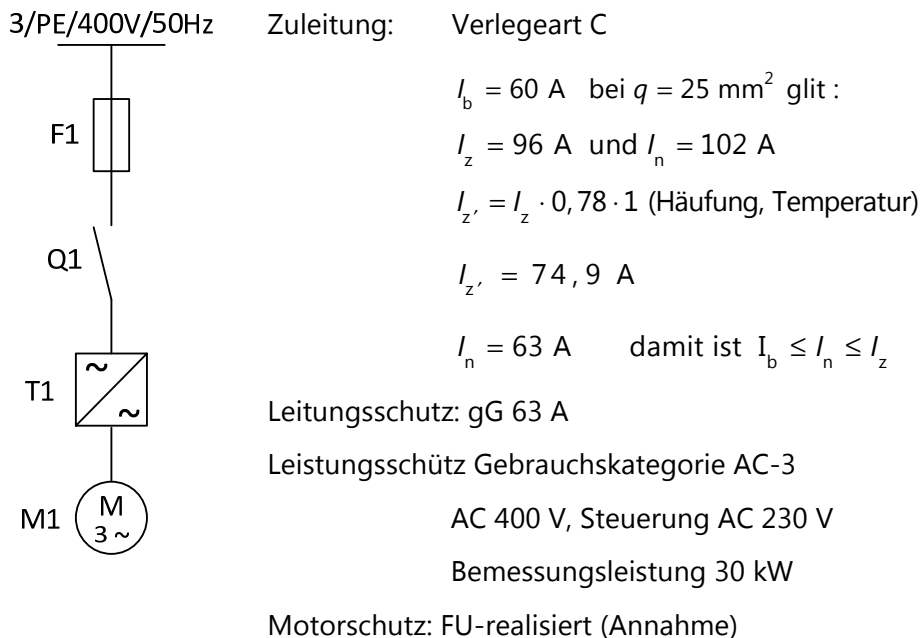 3/PE/400V/50Hz
F1
Q1
~
~
T1
M1
M
3 ~
Zuleitung: Verlegeart C
I_b = 60 A bei q = 25 mm² glit :
I_z = 96 A und I_n = 102 A
I_z′ = I_z · 0,78 · 1 (Häufung, Temperatur)
I_z′ = 74,9 A
I_n = 63 A damit ist I_b ≤ I_n ≤ I_z
Leitungsschutz: gG 63 A
Leistungsschütz Gebrauchskategorie AC-3
AC 400 V, Steuerung AC 230 V
Bemessungsleistung 30 kW
Motorschutz: FU-realisiert (Annahme)